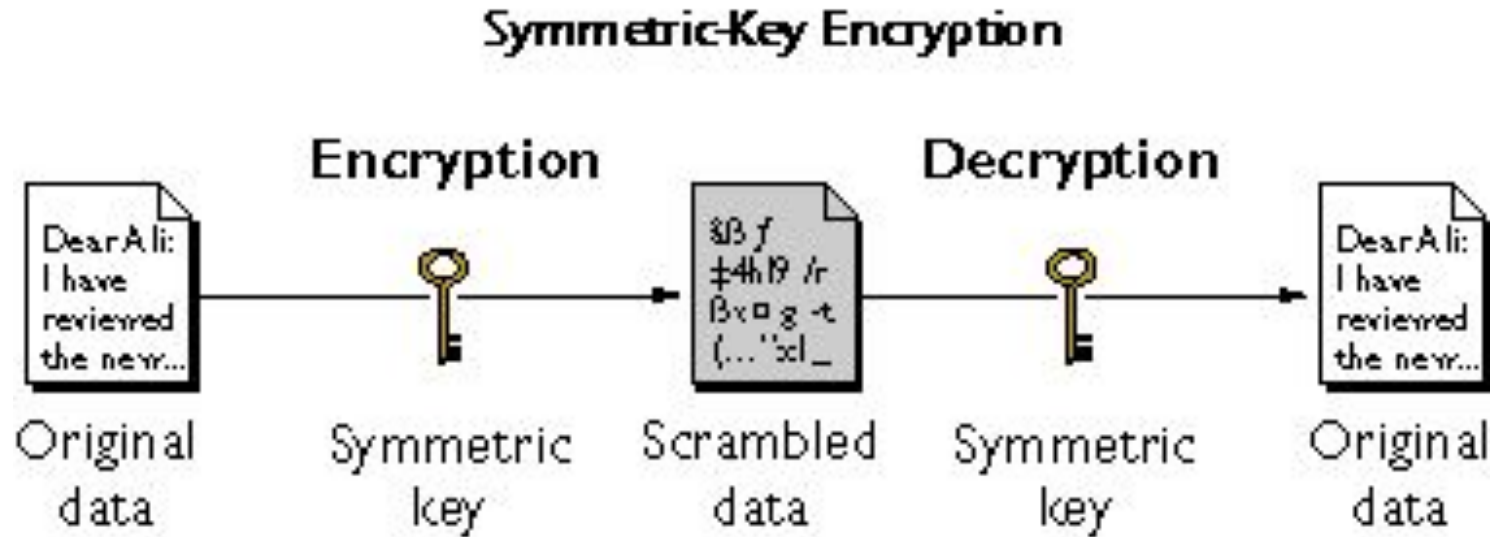 Symmetric-Key Encryption
Encryption
Decryption
Dear Ali:
I have
reviewed
the new...
Dear Ali:
I have
reviewed
the new...
Original
data
Symmetric
key
Scrambled
data
Symmetric
key
Original
data